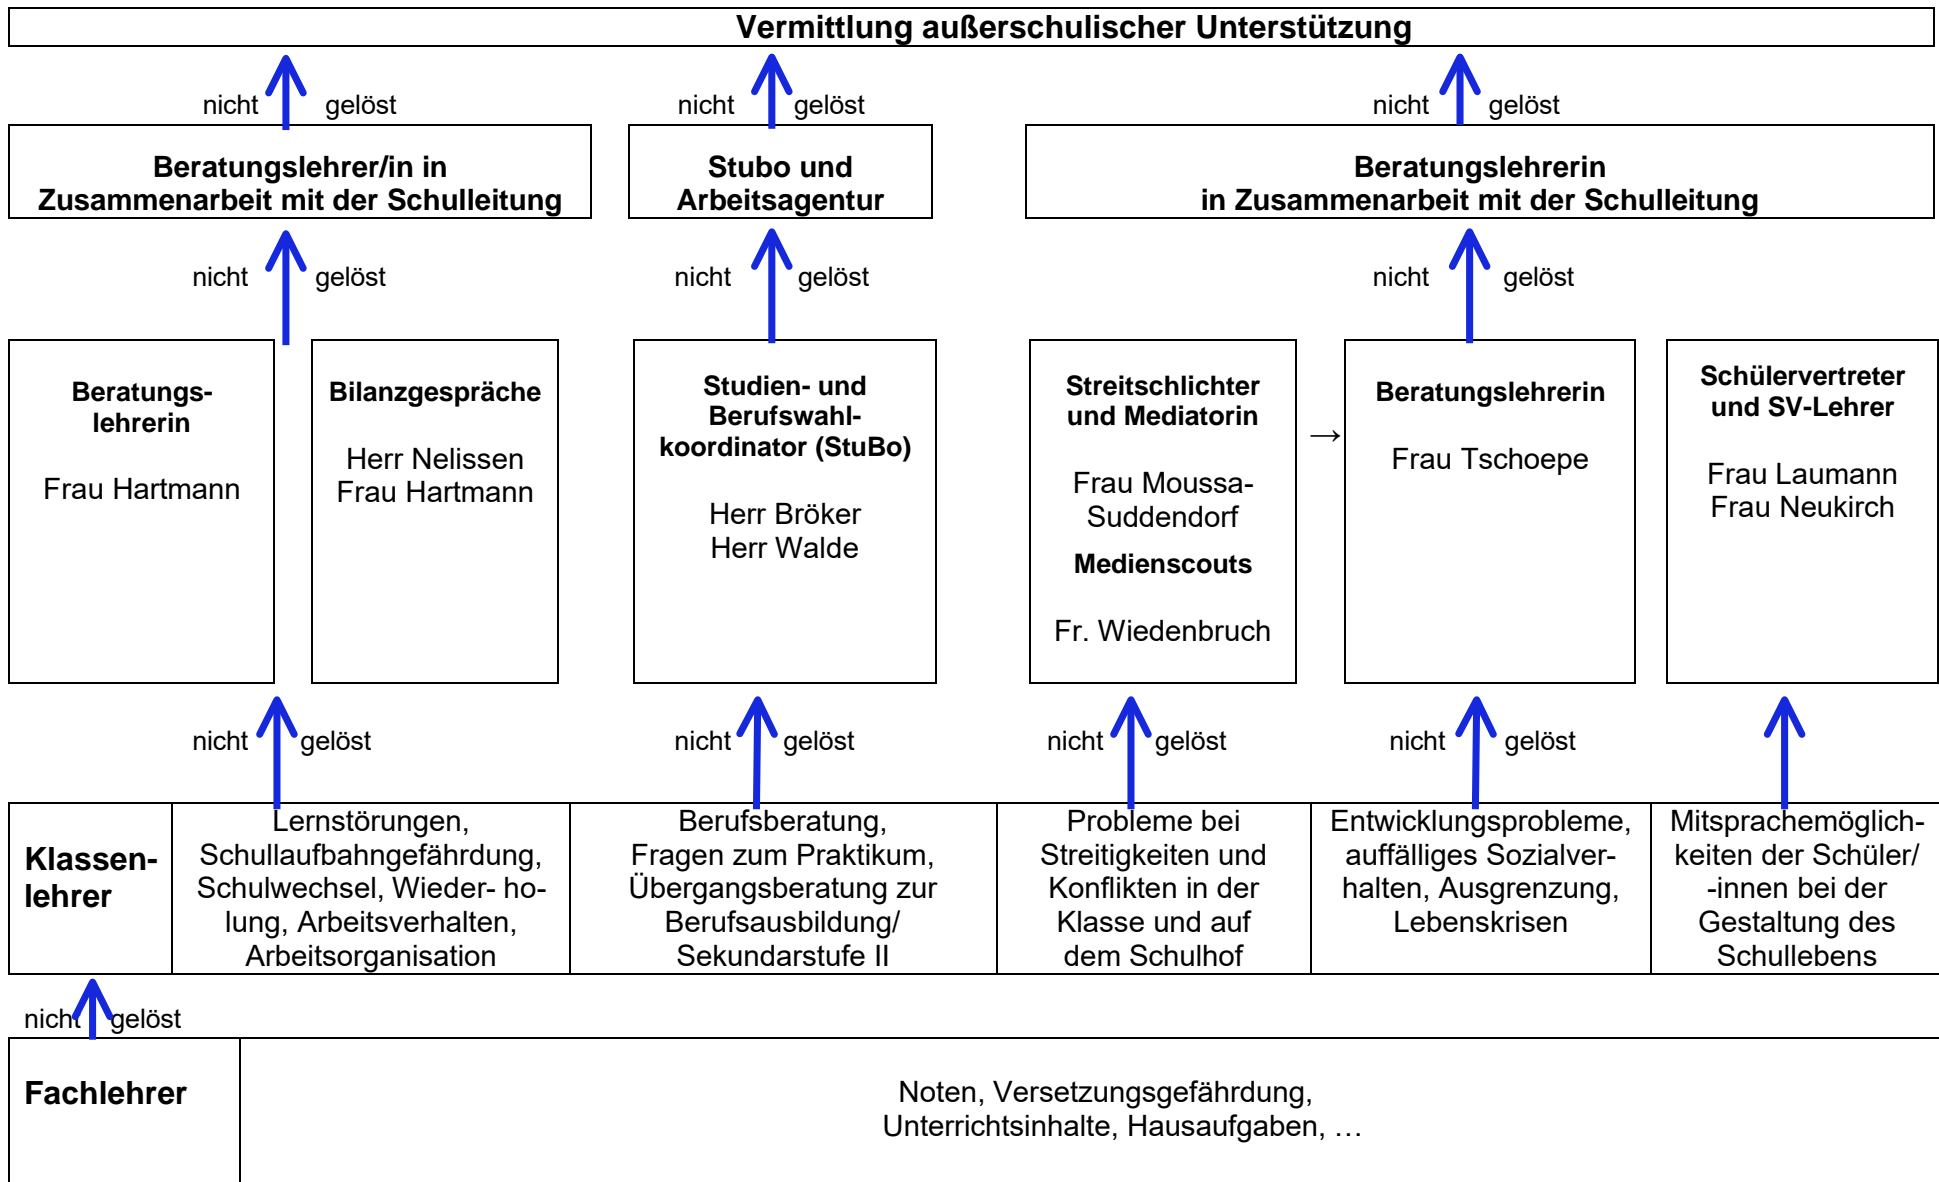 Vermittlung außerschulischer Unterstützung
nicht gelöst
nicht gelöst
nicht gelöst
Beratungslehrer/in in
Zusammenarbeit mit der Schulleitung
Stubo und
Arbeitsagentur
Beratungslehrerin
in Zusammenarbeit mit der Schulleitung
nicht gelöst
nicht gelöst
nicht gelöst
Beratungs-
lehrerin
Frau Hartmann
Bilanzgespräche
Herr Nelissen
Frau Hartmann
Studien- und
Berufswahl-
koordinator (StuBo)
Herr Bröker
Herr Walde
Streitschlichter
und Mediatorin
Frau Moussa-
Suddendorf
Medienscouts
Fr. Wiedenbruch
→
Beratungslehrerin
Frau Tschoepe
Schülervertreter
und SV-Lehrer
Frau Laumann
Frau Neukirch
nicht gelöst
nicht gelöst
nicht gelöst
nicht gelöst
Klassen-
lehrer
Lernstörungen,
Schullaufbahngefährdung,
Schulwechsel, Wieder- ho-
lung, Arbeitsverhalten,
Arbeitsorganisation
Berufsberatung,
Fragen zum Praktikum,
Übergangsberatung zur
Berufsausbildung/
Sekundarstufe II
Probleme bei
Streitigkeiten und
Konflikten in der
Klasse und auf
dem Schulhof
Entwicklungsprobleme,
auffälliges Sozialver-
halten, Ausgrenzung,
Lebenskrisen
Mitsprachemöglich-
keiten der Schüler/
-innen bei der
Gestaltung des
Schullebens
nicht gelöst
Fachlehrer
Noten, Versetzungsgefährdung,
Unterrichtsinhalte, Hausaufgaben, …